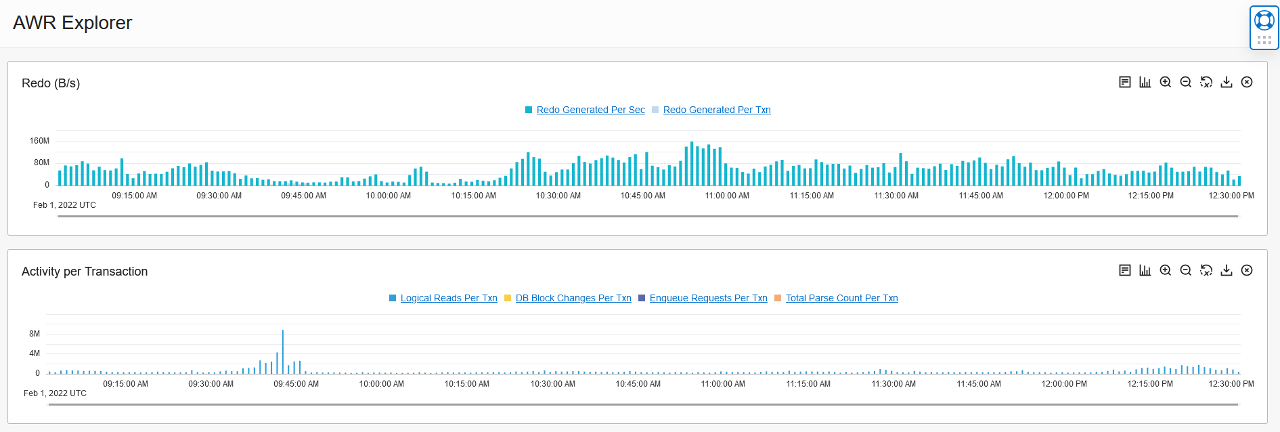 AWR Explorer
Redo (B/s)
Redo Generated Per Sec Redo Generated Per Txn
160M
80M
0
09:15:00 AM 09:30:00 AM 09:45:00 AM 10:00:00 AM 10:15:00 AM 10:30:00 AM 10:45:00 AM 11:00:00 AM 11:15:00 AM 11:30:00 AM 11:45:00 AM 12:00:00 PM 12:15:00 PM 12:30:00 PM
Feb 1, 2022 UTC
Activity per Transaction
Logical Reads Per Txn DB Block Changes Per Txn Enqueue Requests Per Txn Total Parse Count Per Txn
8M
4M
0
09:15:00 AM 09:30:00 AM 09:45:00 AM 10:00:00 AM 10:15:00 AM 10:30:00 AM 10:45:00 AM 11:00:00 AM 11:15:00 AM 11:30:00 AM 11:45:00 AM 12:00:00 PM 12:15:00 PM 12:30:00 PM
Feb 1, 2022 UTC